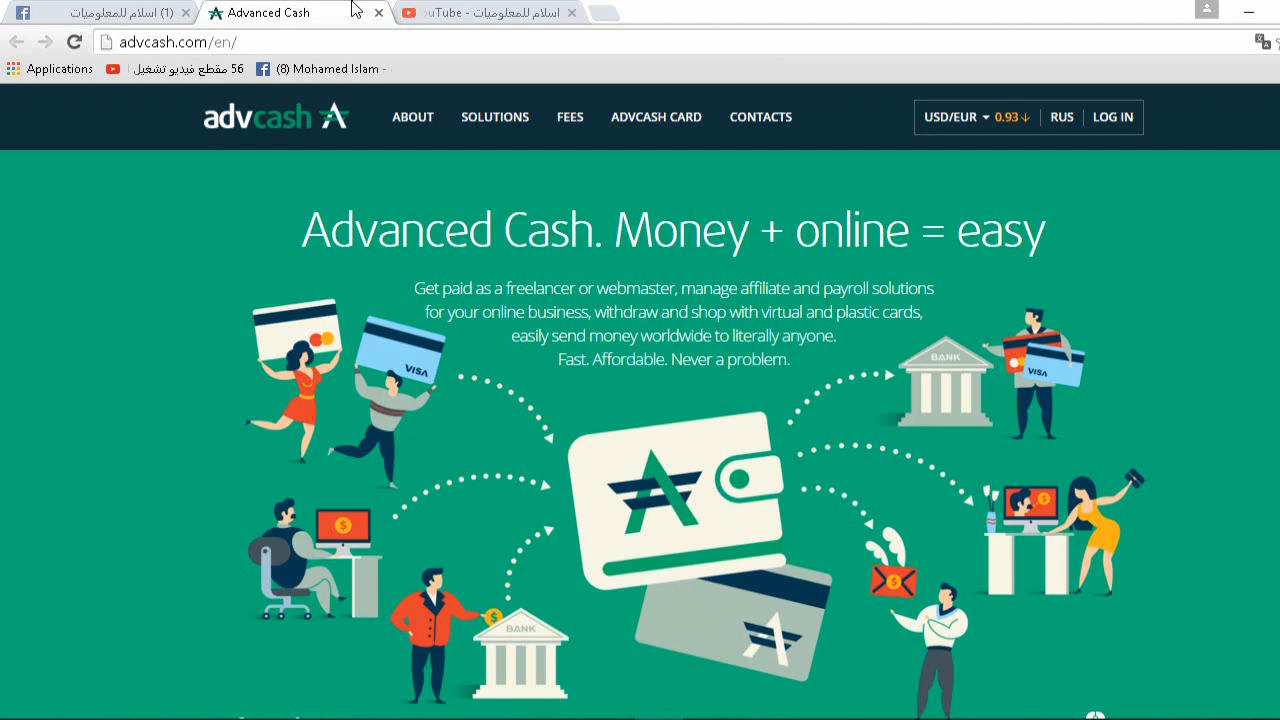 (1) اسلام للمعلوميات
Advanced Cash
اسلام للمعلوميات - YouTube
advcash.com/en/
Applications
56 مقطع فيديو تشغيل
(8) Mohamed Islam -
advcash
ABOUT
SOLUTIONS
FEES
ADVCASH CARD
CONTACTS
USD/EUR 0.93↓
RUS
LOG IN
Advanced Cash. Money + online = easy
Get paid as a freelancer or webmaster, manage affiliate and payroll solutions
for your online business, withdraw and shop with virtual and plastic cards,
easily send money worldwide to literally anyone.
Fast. Affordable. Never a problem.
VISA
BANK
VISA
$
$
$
$
BANK